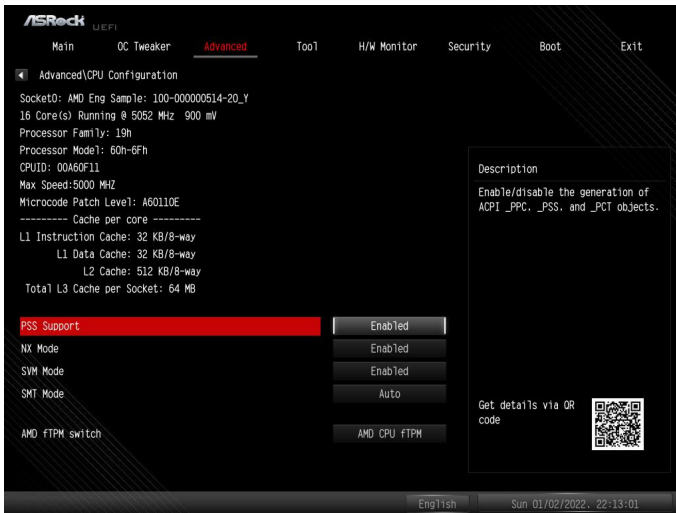 ASRock UEFI
Main OC Tweaker Advanced Tool H/W Monitor Security Boot Exit
Advanced\CPU Configuration
Socket0: AMD Eng Sample: 100-000000514-20_Y
16 Core(s) Running @ 5052 MHz 900 mV
Processor Family: 19h
Processor Model: 60h-6Fh
CPUID: 00A60F11
Max Speed:5000 MHZ
Microcode Patch Level: A60110E
--------- Cache per core ---------
L1 Instruction Cache: 32 KB/8-way
L1 Data Cache: 32 KB/8-way
L2 Cache: 512 KB/8-way
Total L3 Cache per Socket: 64 MB
PSS Support Enabled
NX Mode Enabled
SVM Mode Enabled
SMT Mode Auto
AMD fTPM switch AMD CPU fTPM
Description
Enable/disable the generation of
ACPI _PPC. _PSS. and _PCT objects.
Get details via QR
code
English Sun 01/02/2022. 22:13:01